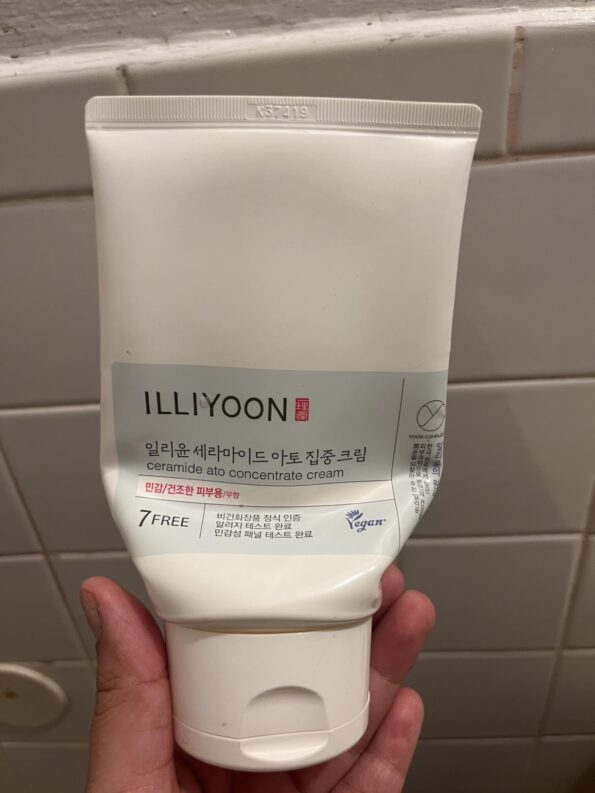 ILLIYOON
일리윤 세라마이드 아토 집중 크림
ceramide ato concentrate cream
민감/건조한 피부용/무향
7FREE
비건화장품 정식 인증
알러지 테스트 완료
민감성 패널 테스트 완료
Vegan